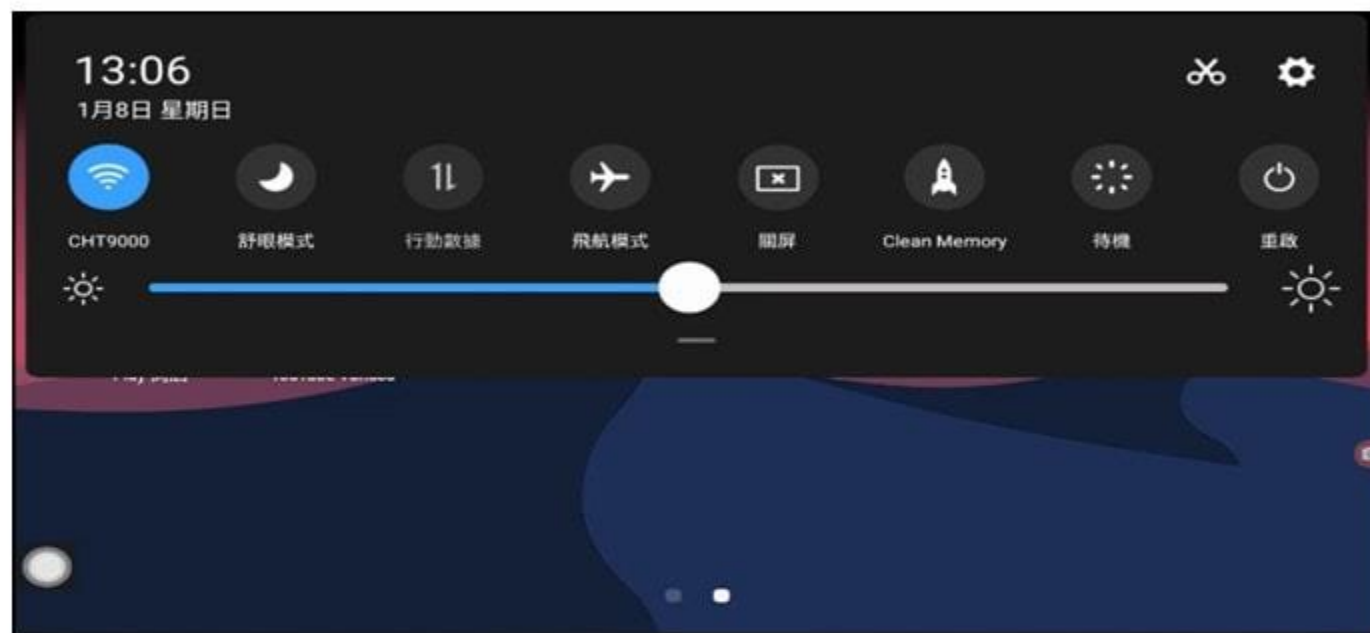 13:06
1月8日 星期日
CHT9000
舒眼模式
行動數據
飛航模式
關屏
Clean Memory
待機
重啟